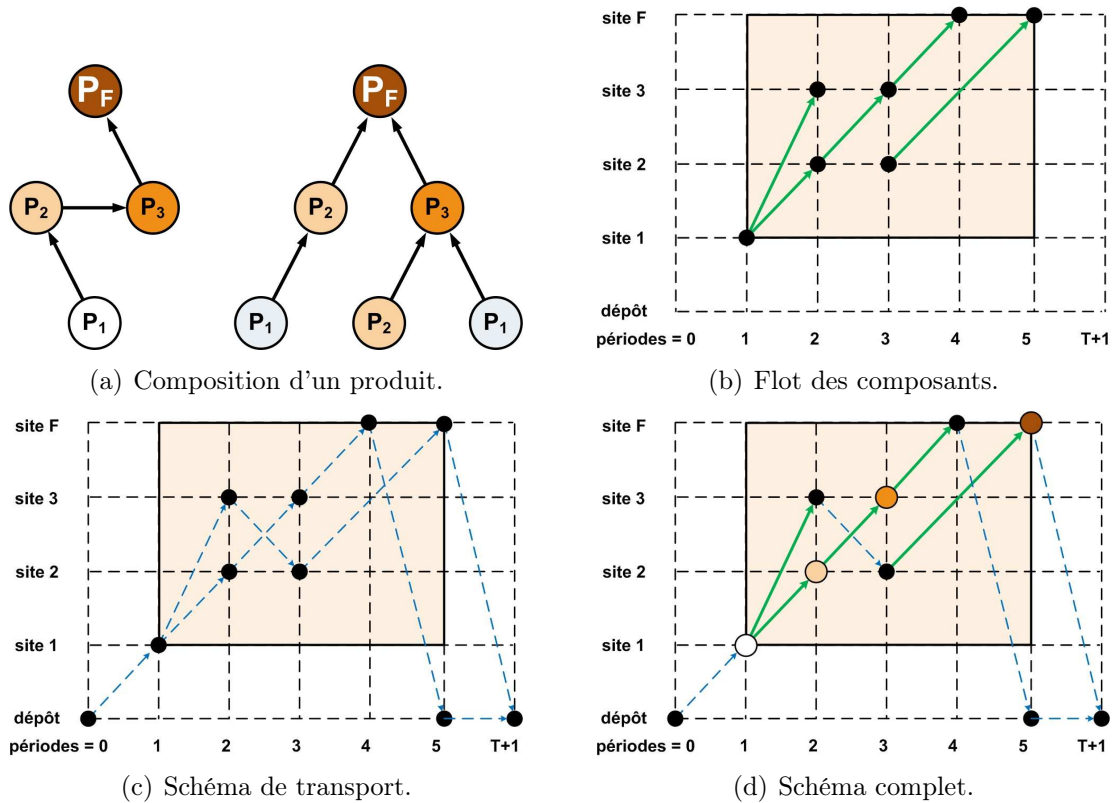 P_F
P_F
P_2
P_3
P_2
P_3
P_1
P_1
P_2
P_1
(a) Composition d'un produit.
site F
site 3
site 2
site 1
dépôt
périodes = 0 1 2 3 4 5 T+1
(b) Flot des composants.
site F
site 3
site 2
site 1
dépôt
périodes = 0 1 2 3 4 5 T+1
(c) Schéma de transport.
site F
site 3
site 2
site 1
dépôt
périodes = 0 1 2 3 4 5 T+1
(d) Schéma complet.